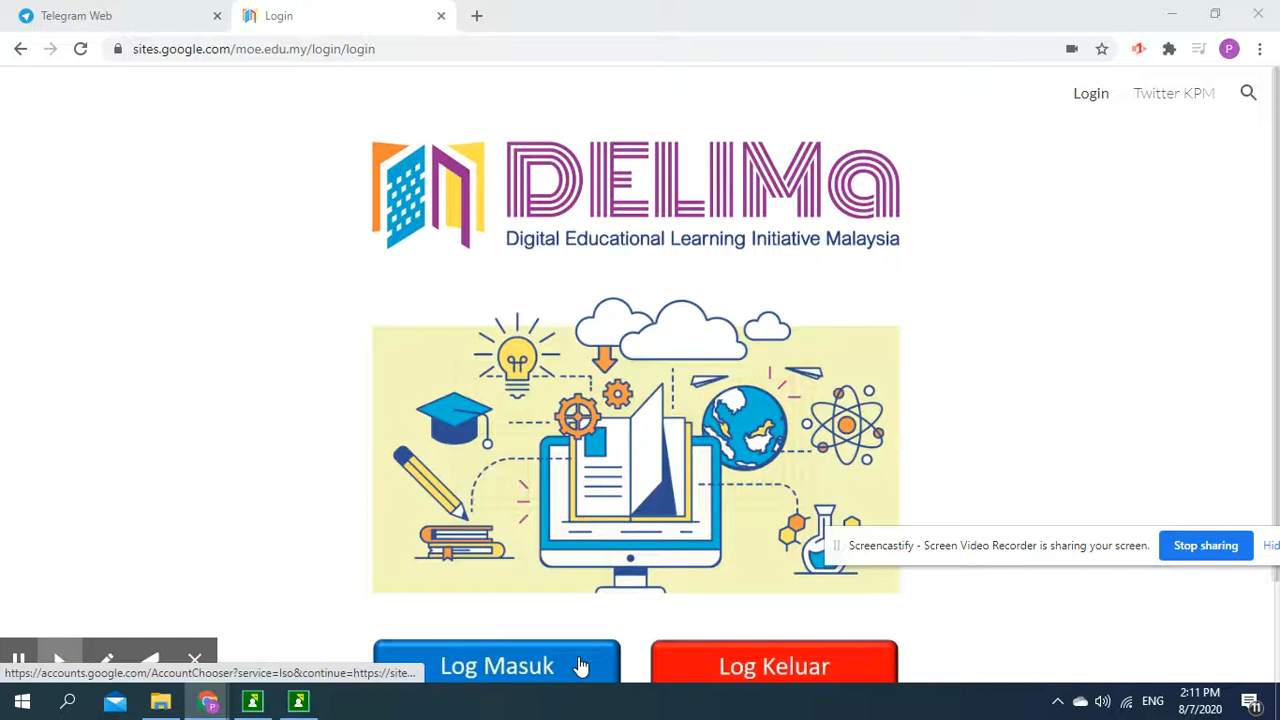 Telegram Web
Login
sites.google.com/moe.edu.my/login/login
P
Login
Twitter KPM
DELIMa
Digital Educational Learning Initiative Malaysia
Screencastify - Screen Video Recorder is sharing your screen.
Stop sharing
Hid
Log Masuk
Log Keluar
https://accounts.google.com/AccountChooser?service=lso&continue=https://site...
P
ENG
2:11 PM
8/7/2020
11